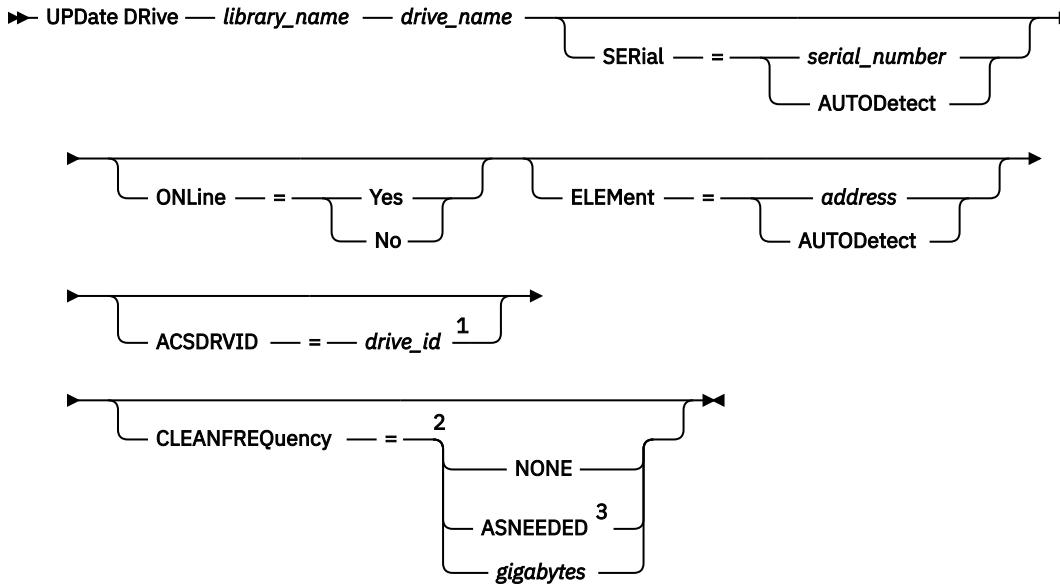 UPDate DRive library_name drive_name
SERial = serial_number
AUTODetect
ONLine = Yes
No
ELEMent = address
AUTODetect
ACSDRVID = drive_id 1
CLEANFREQuency = 2
NONE
ASNEEDED 3
gigabytes